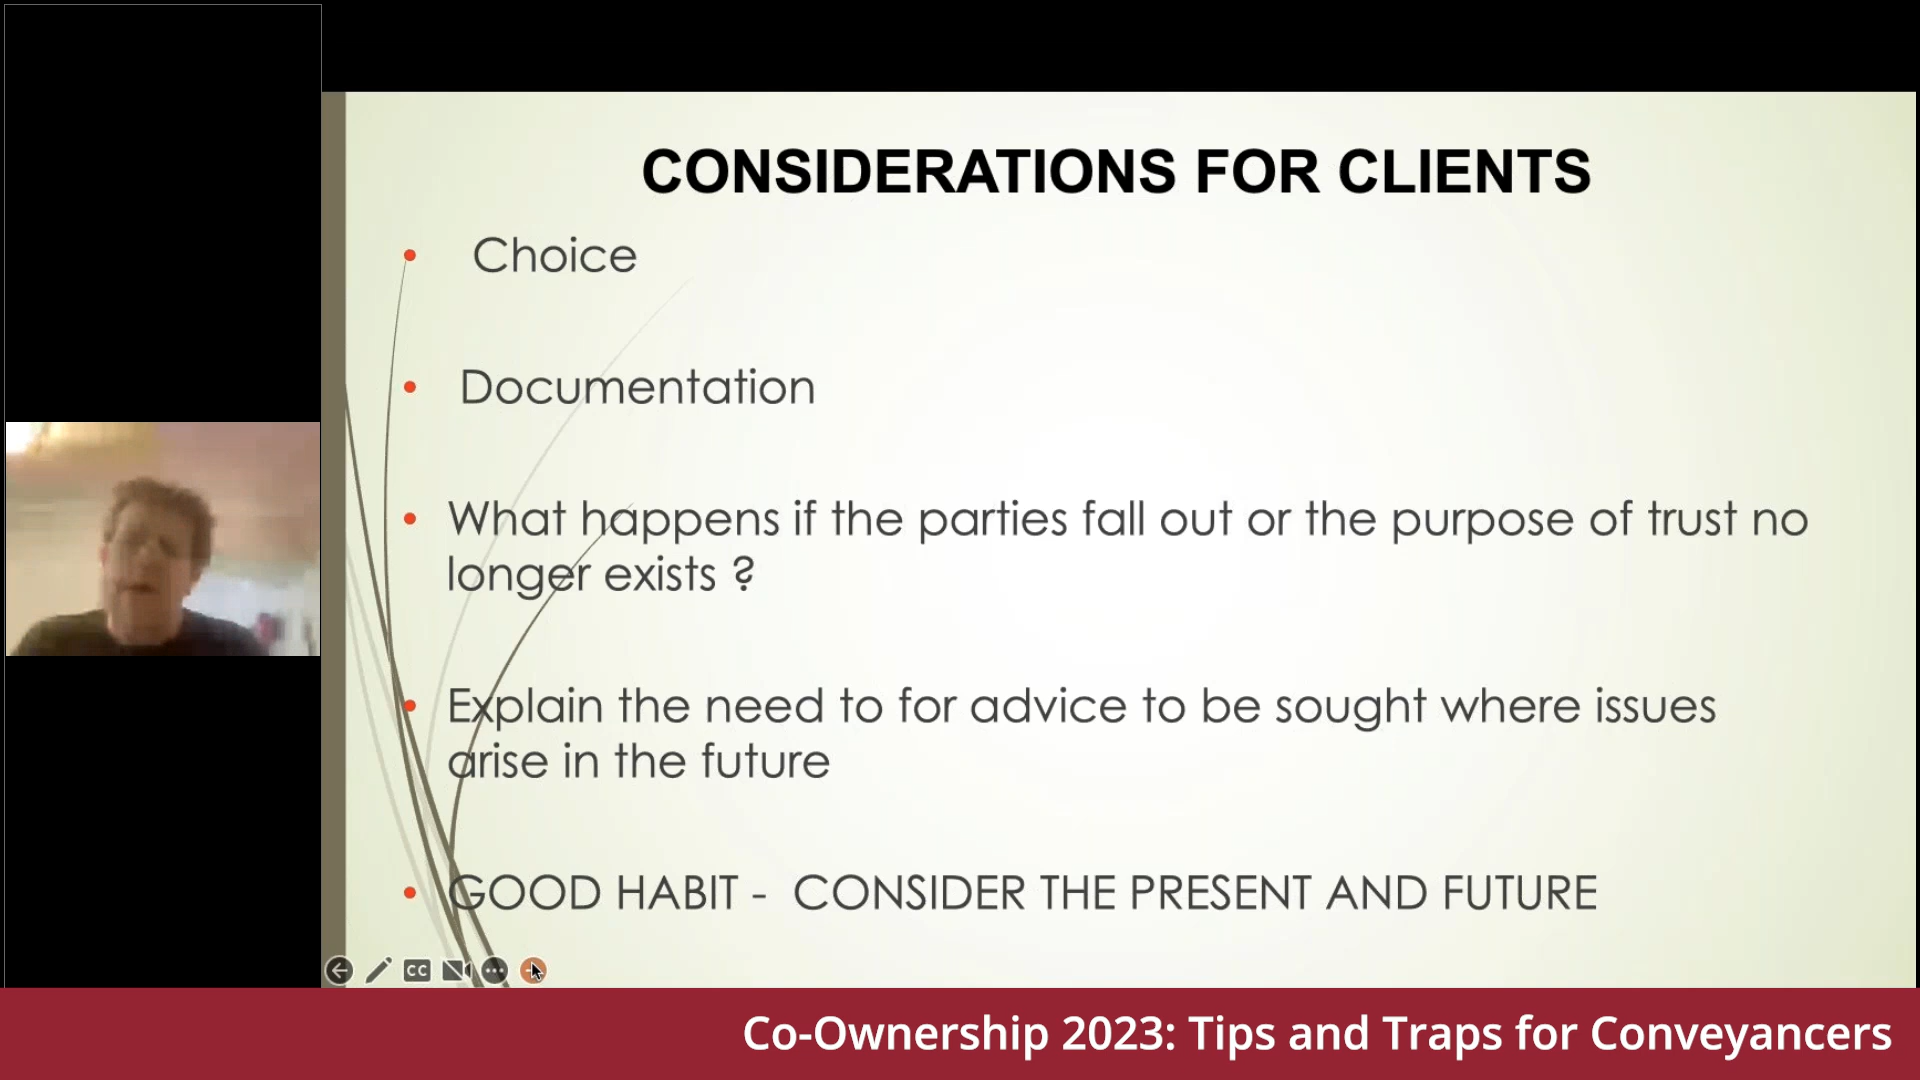 CONSIDERATIONS FOR CLIENTS
• Choice
• Documentation
• What happens if the parties fall out or the purpose of trust no
longer exists ?
• Explain the need to for advice to be sought where issues
arise in the future
• GOOD HABIT - CONSIDER THE PRESENT AND FUTURE
CC
Co-Ownership 2023: Tips and Traps for Conveyancers